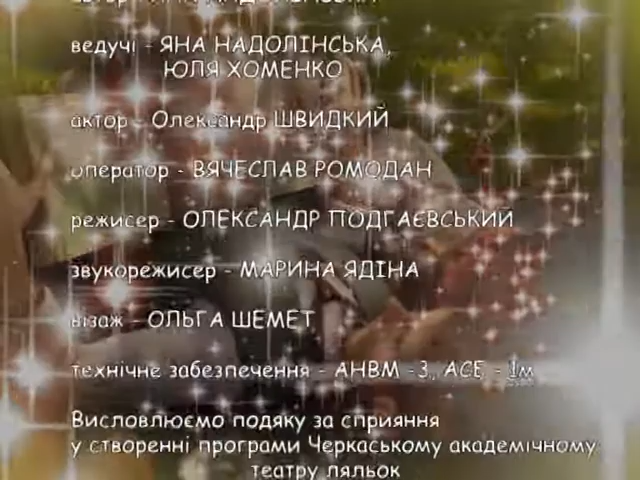 ведучі - ЯНА НАДОЛІНСЬКА,
ЮЛЯ ХОМЕНКО
актор - Олександр ШВИДКИЙ
оператор - ВЯЧЕСЛАВ РОМОДАН
режисер - ОЛЕКСАНДР ПОДГАЄВСЬКИЙ
звукорежисер - МАРИНА ЯДІНА
візаж - ОЛЬГА ШЕМЕТ
технічне забезпечення - АНВМ -3, АСБ - 1м
Висловлюємо подяку за сприяння
у створенні програми Черкаському академічному
театру ляльок